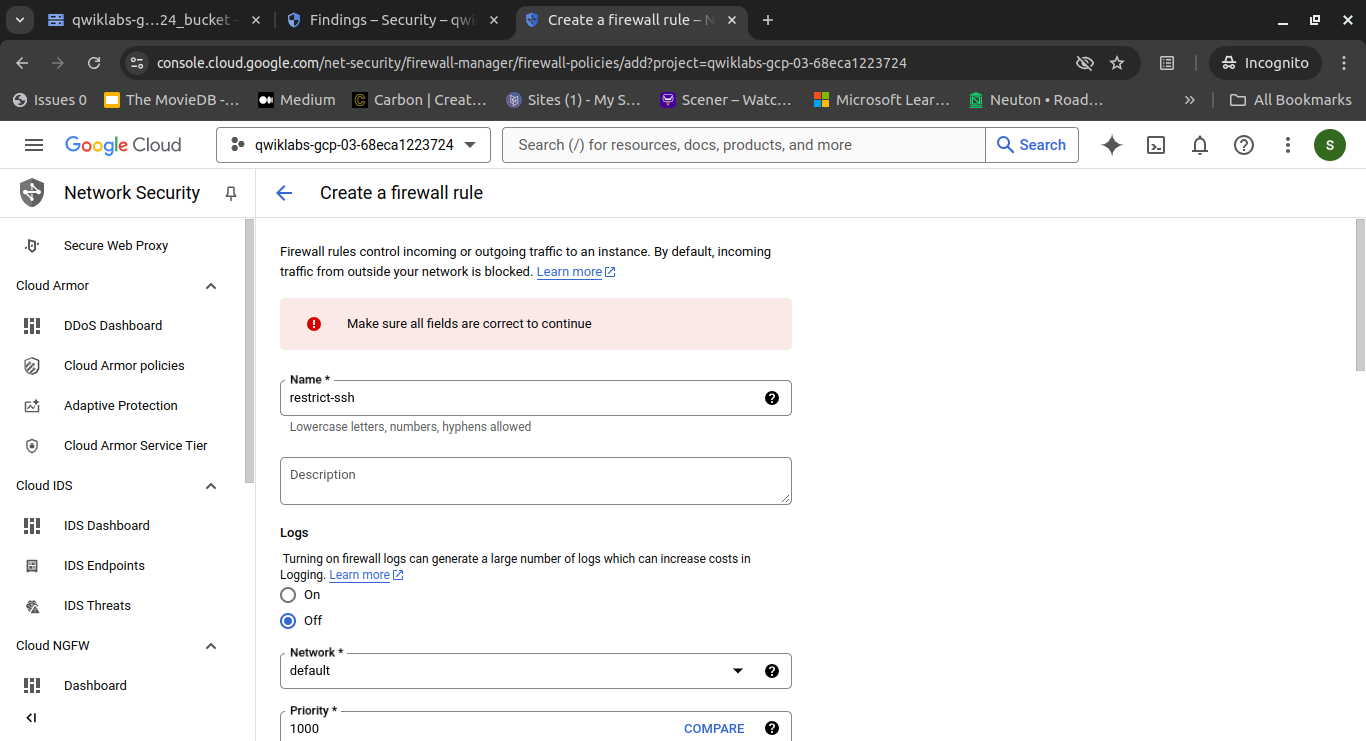 qwiklabs-g...24_bucket -
Findings – Security – qwi
Create a firewall rule – N
console.cloud.google.com/net-security/firewall-manager/firewall-policies/add?project=qwiklabs-gcp-03-68eca1223724
Incognito
Issues 0
The MovieDB -...
Medium
Carbon | Creat...
Sites (1) - My S...
Scener – Watc...
Microsoft Lear...
Neuton • Road...
All Bookmarks
Google Cloud
qwiklabs-gcp-03-68eca1223724
Search (/) for resources, docs, products, and more
Search
S
Network Security
Create a firewall rule
Secure Web Proxy
Cloud Armor
DDoS Dashboard
Cloud Armor policies
Adaptive Protection
Cloud Armor Service Tier
Cloud IDS
IDS Dashboard
IDS Endpoints
IDS Threats
Cloud NGFW
Dashboard
Firewall rules control incoming or outgoing traffic to an instance. By default, incoming
traffic from outside your network is blocked. Learn more
Make sure all fields are correct to continue
Name *
restrict-ssh
Lowercase letters, numbers, hyphens allowed
Description
Logs
Turning on firewall logs can generate a large number of logs which can increase costs in
Logging. Learn more
On
Off
Network *
default
Priority *
1000
COMPARE